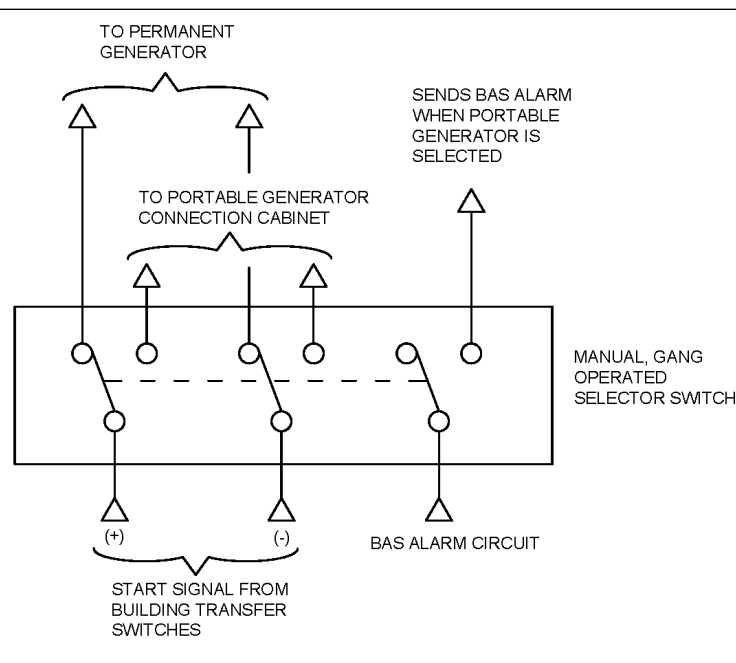 TO PERMANENT
GENERATOR
SENDS BAS ALARM
WHEN PORTABLE
GENERATOR IS
SELECTED
TO PORTABLE GENERATOR
CONNECTION CABINET
MANUAL, GANG
OPERATED
SELECTOR SWITCH
(+)
(-)
BAS ALARM CIRCUIT
START SIGNAL FROM
BUILDING TRANSFER
SWITCHES